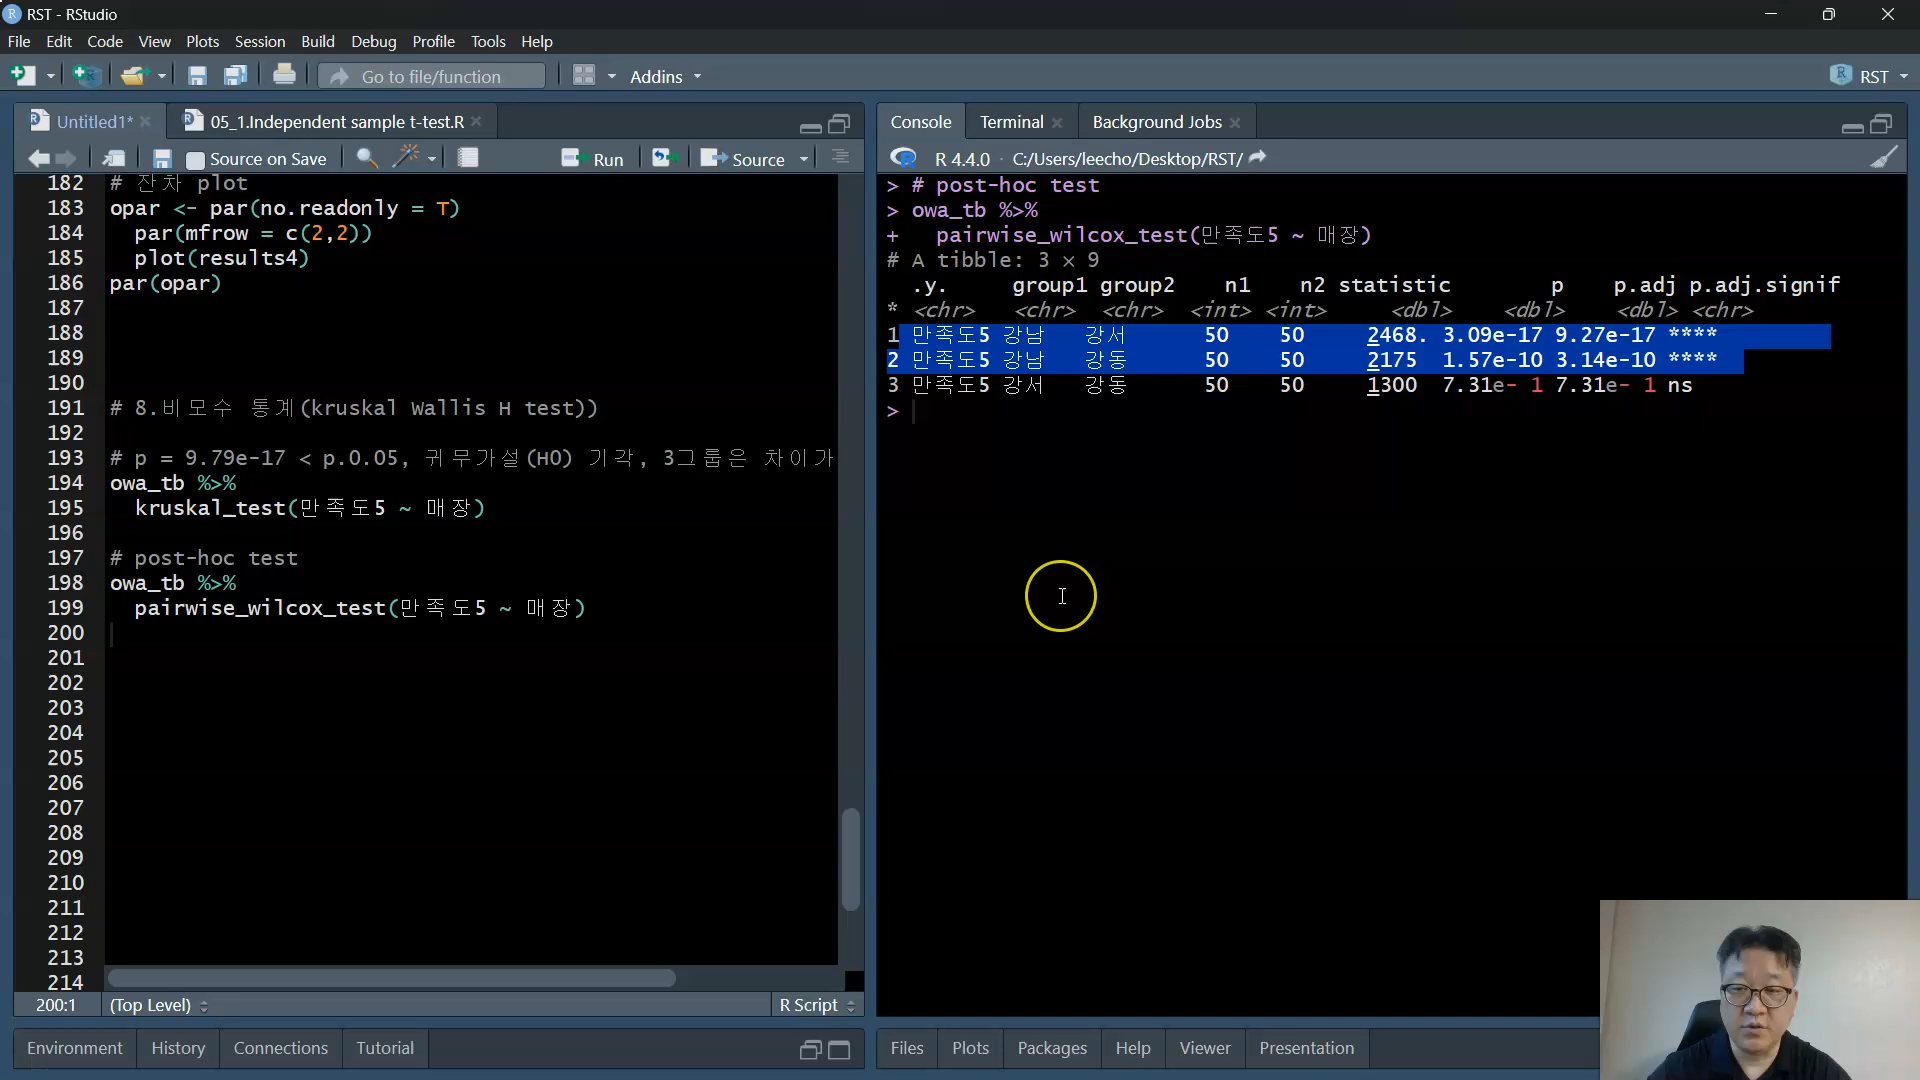 RST - RStudio
File Edit Code View Plots Session Build Debug Profile Tools Help
Go to file/function Addins RST
Untitled1* 05_1.Independent sample t-test.R
Source on Save Run Source
182 # 잔차 plot
183 opar <- par(no.readonly = T)
184 par(mfrow = c(2,2))
185 plot(results4)
186 par(opar)
187
188
189
190
191 # 8.비모수 통계(kruskal Wallis H test))
192
193 # p = 9.79e-17 < p.0.05, 귀무가설(H0) 기각, 3그룹은 차이가
194 owa_tb %>%
195 kruskal_test(만족도5 ~ 매장)
196
197 # post-hoc test
198 owa_tb %>%
199 pairwise_wilcox_test(만족도5 ~ 매장)
200
201
202
203
204
205
206
207
208
209
210
211
212
213
214
200:1 (Top Level) R Script
Environment History Connections Tutorial
Console Terminal Background Jobs
R 4.4.0 · C:/Users/leecho/Desktop/RST/
> # post-hoc test
> owa_tb %>%
+ pairwise_wilcox_test(만족도5 ~ 매장)
# A tibble: 3 × 9
.y. group1 group2 n1 n2 statistic p p.adj p.adj.signif
* <chr> <chr> <chr> <int> <int> <dbl> <dbl> <dbl> <chr>
1 만족도5 강남 강서 50 50 2468. 3.09e-17 9.27e-17 ****
2 만족도5 강남 강동 50 50 2175 1.57e-10 3.14e-10 ****
3 만족도5 강서 강동 50 50 1300 7.31e- 1 7.31e- 1 ns
>
Files Plots Packages Help Viewer Presentation